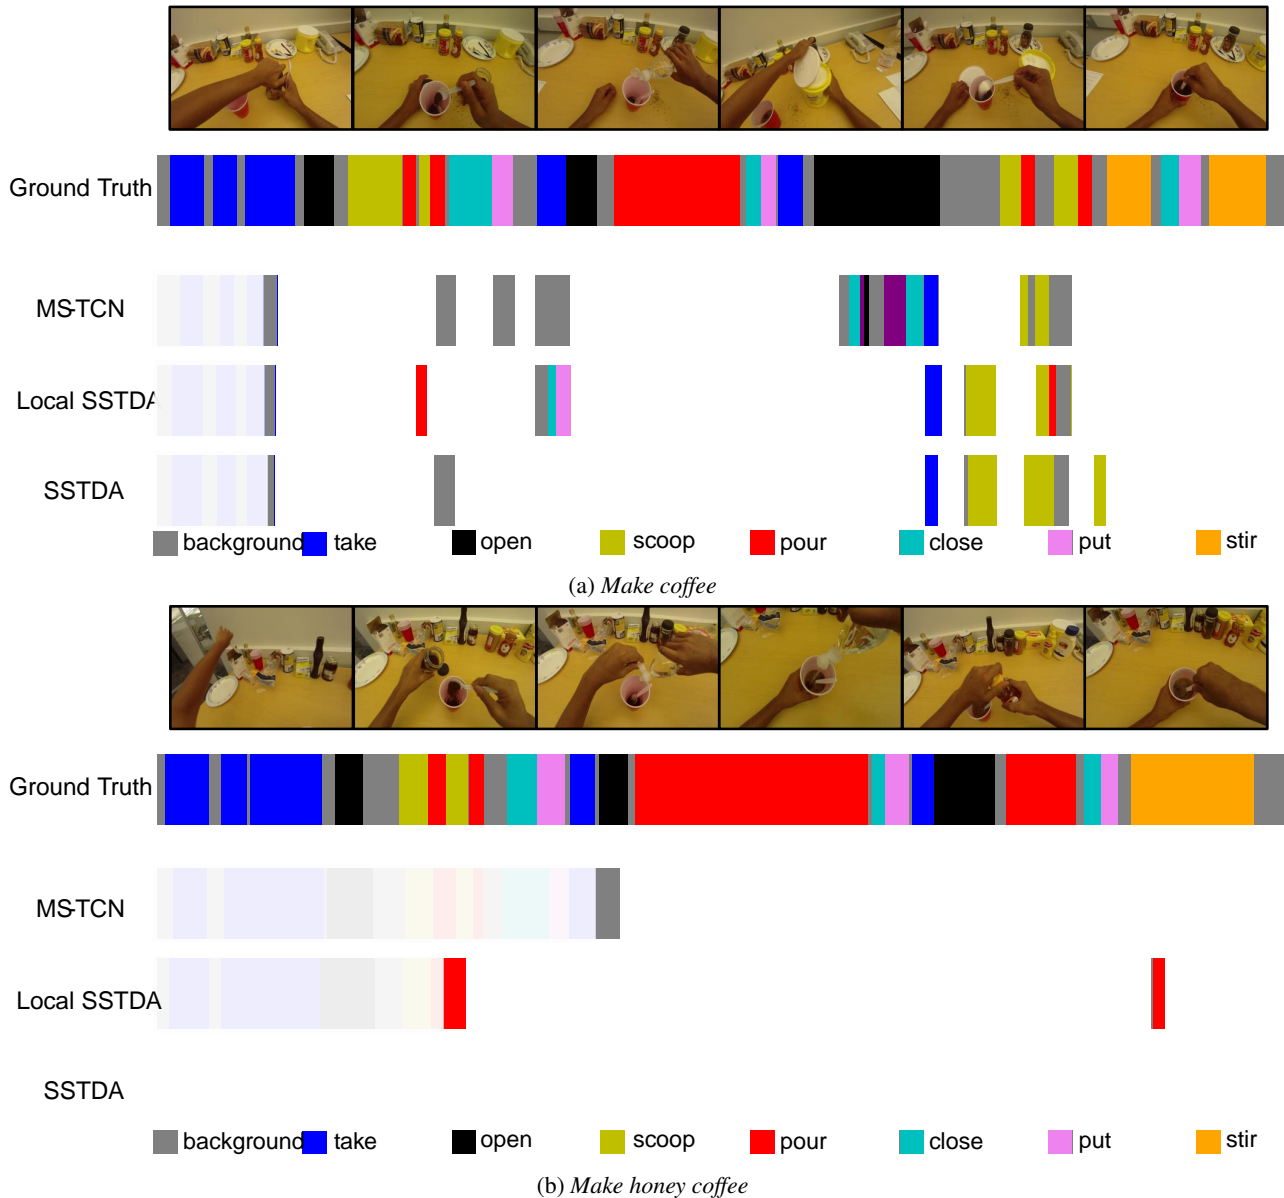 Ground Truth
MS-TCN
Local SSTDA
SSTDA
background take open scoop pour close put stir
(a) Make coffee
Ground Truth
MS-TCN
Local SSTDA
SSTDA
background take open scoop pour close put stir
(b) Make honey coffee